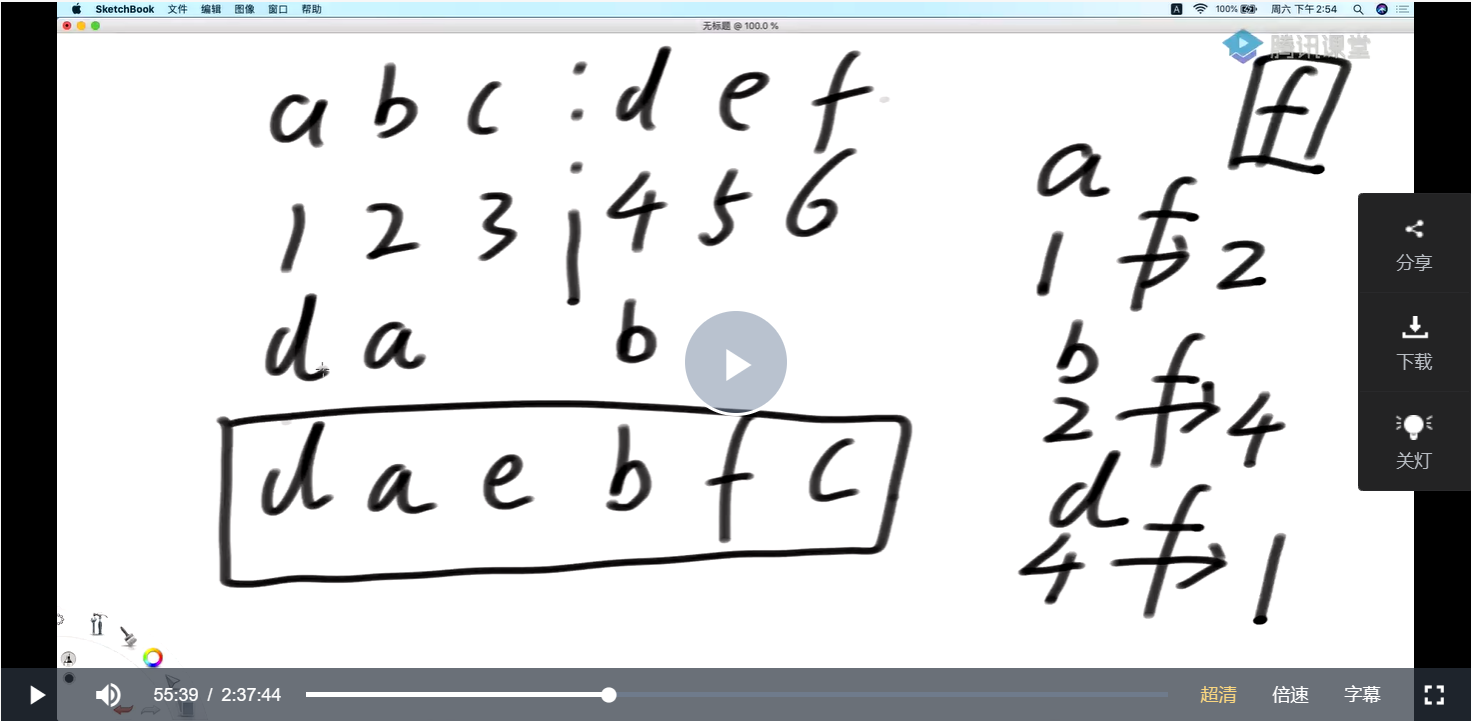 SketchBook 文件 编辑 图像 窗口 帮助 A 100% 周六 下午2:54
无标题 @ 100.0 %
腾讯课堂
a b c d e f
1 2 3 4 5 6
d a b
d a e b f c
f
a
1 f 2
b
2 f 4
d
4 f 1
分享
下载
关灯
55:39 / 2:37:44 超清 倍速 字幕